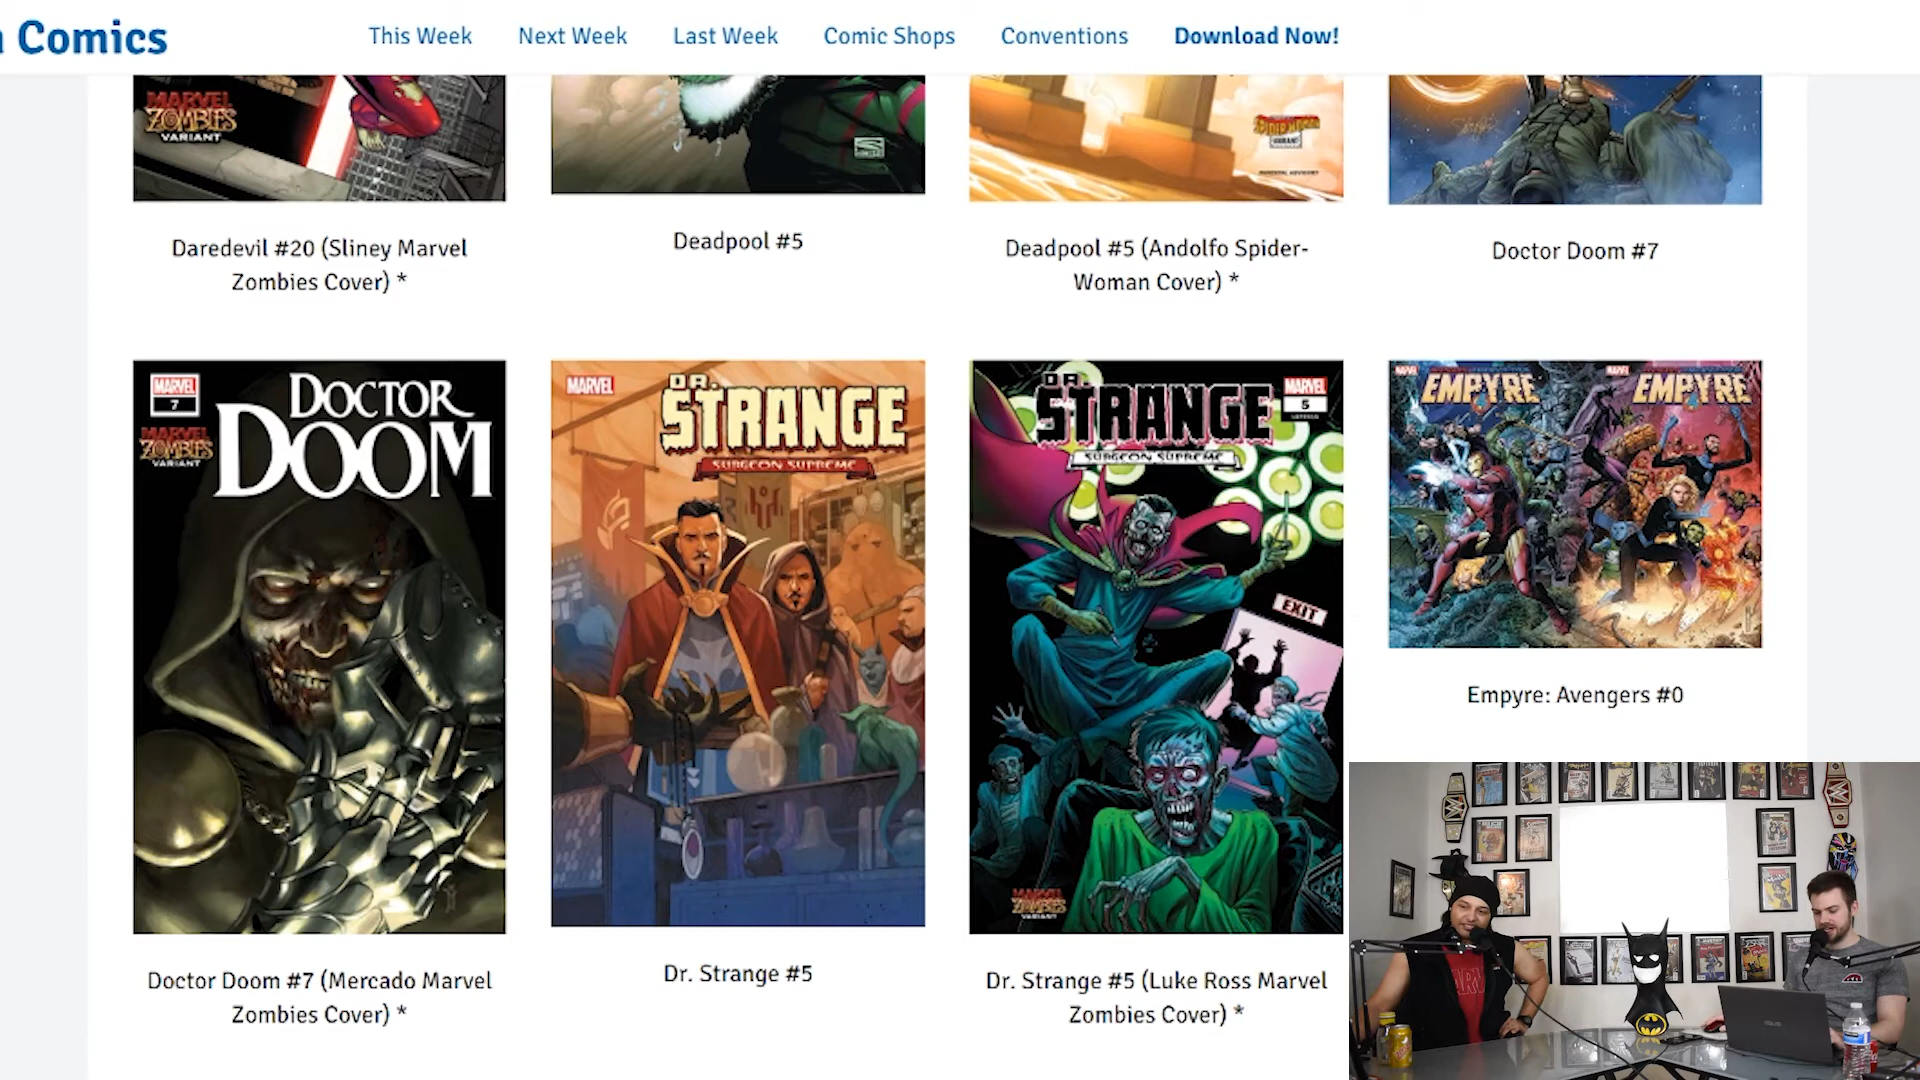 Comics
This Week
Next Week
Last Week
Comic Shops
Conventions
Download Now!
MARVEL
ZOMBIES
VARIANT
Daredevil #20 (Sliney Marvel
Zombies Cover) *
Deadpool #5
Deadpool #5 (Andolfo Spider-
Woman Cover) *
Doctor Doom #7
MARVEL
7
MARVEL
ZOMBIES
VARIANT
DOCTOR
DOOM
MARVEL
DR.
STRANGE
SURGEON SUPREME
DR.
STRANGE
SURGEON SUPREME
MARVEL
5
EXIT
MARVEL
ZOMBIES
VARIANT
EMPYRE
EMPYRE
Doctor Doom #7 (Mercado Marvel
Zombies Cover) *
Dr. Strange #5
Dr. Strange #5 (Luke Ross Marvel
Zombies Cover) *
Empyre: Avengers #0